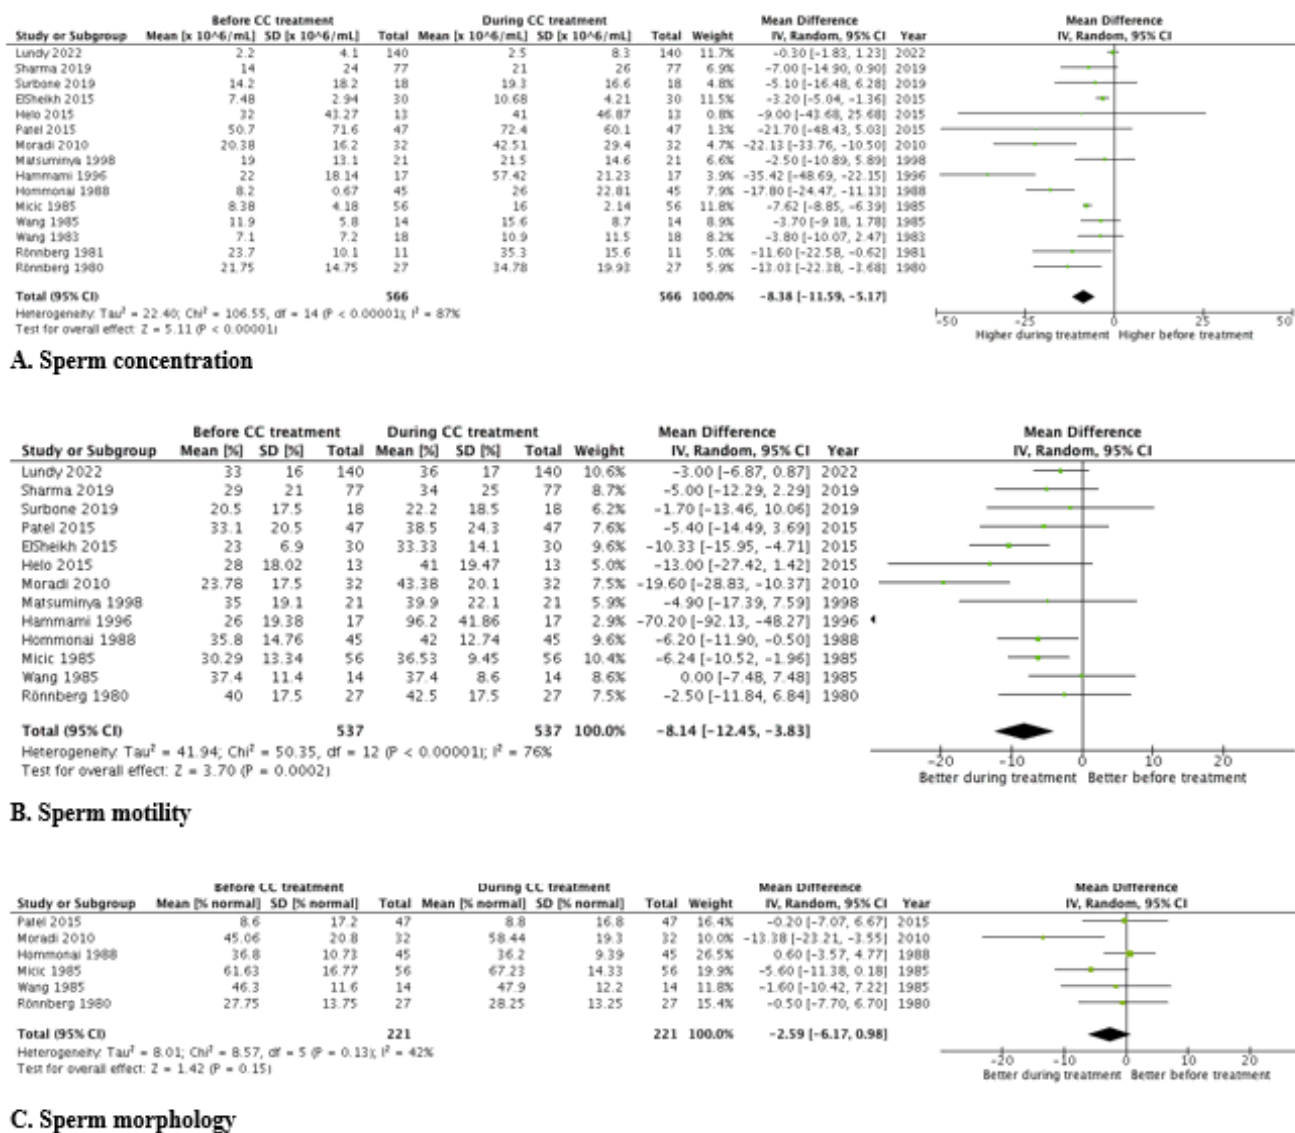 Before CC treatment During CC treatment Mean Difference Mean Difference
Study or Subgroup Mean [x 10^6/mL] SD [x 10^6/mL] Total Mean [x 10^6/mL] SD [x 10^6/mL] Total Weight IV, Random, 95% CI Year IV, Random, 95% CI
Lundy 2022 2.2 4.1 140 2.5 8.3 140 11.7% -0.30 [-1.83, 1.23] 2022
Sharma 2019 14 24 77 21 26 77 6.9% -7.00 [-14.90, 0.90] 2019
Surbone 2019 14.2 18.2 18 19.3 16.6 18 4.8% -5.10 [-16.48, 6.28] 2019
ElSheikh 2015 7.48 2.94 30 10.68 4.21 30 11.5% -3.20 [-5.04, -1.36] 2015
Helo 2015 32 43.27 13 41 46.87 13 0.8% -9.00 [-43.68, 25.68] 2015
Patel 2015 50.7 71.6 47 72.4 60.1 47 1.3% -21.70 [-48.43, 5.03] 2015
Moradi 2010 20.38 16.2 32 42.51 29.4 32 4.7% -22.13 [-33.76, -10.50] 2010
Matsuminya 1998 19 13.1 21 21.5 14.6 21 6.6% -2.50 [-10.89, 5.89] 1998
Hammami 1996 22 18.14 17 57.42 21.23 17 3.9% -35.42 [-48.69, -22.15] 1996
Hommonai 1988 8.2 0.67 45 26 22.81 45 7.9% -17.80 [-24.47, -11.13] 1988
Micic 1985 8.38 4.18 56 16 2.14 56 11.8% -7.62 [-8.85, -6.39] 1985
Wang 1985 11.9 5.8 14 15.6 8.7 14 8.9% -3.70 [-9.18, 1.78] 1985
Wang 1983 7.1 7.2 18 10.9 11.5 18 8.2% -3.80 [-10.07, 2.47] 1983
Rönnberg 1981 23.7 10.1 11 35.3 15.6 11 5.0% -11.60 [-22.58, -0.62] 1981
Rönnberg 1980 21.75 14.75 27 34.78 19.93 27 5.9% -13.03 [-22.38, -3.68] 1980
Total (95% CI) 566 566 100.0% -8.38 [-11.59, -5.17]
Heterogeneity: Tau² = 22.40; Chi² = 106.55, df = 14 (P < 0.00001); I² = 87%
Test for overall effect: Z = 5.11 (P < 0.00001)
-50 -25 0 25 50
Higher during treatment Higher before treatment
A. Sperm concentration
Before CC treatment During CC treatment Mean Difference Mean Difference
Study or Subgroup Mean [%] SD [%] Total Mean [%] SD [%] Total Weight IV, Random, 95% CI Year IV, Random, 95% CI
Lundy 2022 33 16 140 36 17 140 10.6% -3.00 [-6.87, 0.87] 2022
Sharma 2019 29 21 77 34 25 77 8.7% -5.00 [-12.29, 2.29] 2019
Surbone 2019 20.5 17.5 18 22.2 18.5 18 6.2% -1.70 [-13.46, 10.06] 2019
Patel 2015 33.1 20.5 47 38.5 24.3 47 7.6% -5.40 [-14.49, 3.69] 2015
ElSheikh 2015 23 6.9 30 33.33 14.1 30 9.6% -10.33 [-15.95, -4.71] 2015
Helo 2015 28 18.02 13 41 19.47 13 5.0% -13.00 [-27.42, 1.42] 2015
Moradi 2010 23.78 17.5 32 43.38 20.1 32 7.5% -19.60 [-28.83, -10.37] 2010
Matsuminya 1998 35 19.1 21 39.9 22.1 21 5.9% -4.90 [-17.39, 7.59] 1998
Hammami 1996 26 19.38 17 96.2 41.86 17 2.9% -70.20 [-92.13, -48.27] 1996
Hommonai 1988 35.8 14.76 45 42 12.74 45 9.6% -6.20 [-11.90, -0.50] 1988
Micic 1985 30.29 13.34 56 36.53 9.45 56 10.4% -6.24 [-10.52, -1.96] 1985
Wang 1985 37.4 11.4 14 37.4 8.6 14 8.6% 0.00 [-7.48, 7.48] 1985
Rönnberg 1980 40 17.5 27 42.5 17.5 27 7.5% -2.50 [-11.84, 6.84] 1980
Total (95% CI) 537 537 100.0% -8.14 [-12.45, -3.83]
Heterogeneity: Tau² = 41.94; Chi² = 50.35, df = 12 (P < 0.00001); I² = 76%
Test for overall effect: Z = 3.70 (P = 0.0002)
-20 -10 0 10 20
Better during treatment Better before treatment
B. Sperm motility
Before CC treatment During CC treatment Mean Difference Mean Difference
Study or Subgroup Mean [% normal] SD [% normal] Total Mean [% normal] SD [% normal] Total Weight IV, Random, 95% CI Year IV, Random, 95% CI
Patel 2015 8.6 17.2 47 8.8 16.8 47 16.4% -0.20 [-7.07, 6.67] 2015
Moradi 2010 45.06 20.8 32 58.44 19.3 32 10.0% -13.38 [-23.21, -3.55] 2010
Hommonai 1988 36.8 10.73 45 36.2 9.39 45 26.5% 0.60 [-3.57, 4.77] 1988
Micic 1985 61.63 16.77 56 67.23 14.33 56 19.9% -5.60 [-11.38, 0.18] 1985
Wang 1985 46.3 11.6 14 47.9 12.2 14 11.8% -1.60 [-10.42, 7.22] 1985
Rönnberg 1980 27.75 13.75 27 28.25 13.25 27 15.4% -0.50 [-7.70, 6.70] 1980
Total (95% CI) 221 221 100.0% -2.59 [-6.17, 0.98]
Heterogeneity: Tau² = 8.01; Chi² = 8.57, df = 5 (P = 0.13); I² = 42%
Test for overall effect: Z = 1.42 (P = 0.15)
-20 -10 0 10 20
Better during treatment Better before treatment
C. Sperm morphology